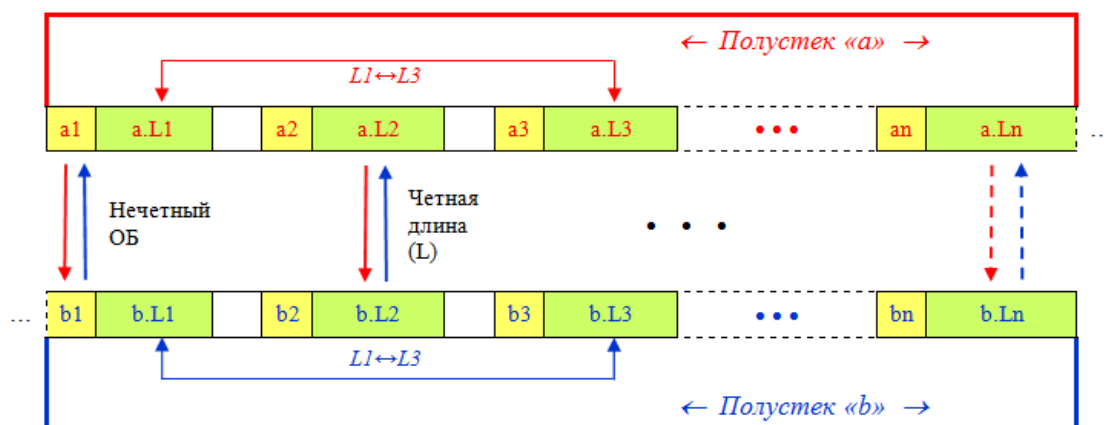 ← Полустек «a» →
L1↔L3
a1 a.L1 a2 a.L2 a3 a.L3 ••• an a.Ln ...
Нечетный
ОБ
Четная
длина
(L)
• • •
... b1 b.L1 b2 b.L2 b3 b.L3 ••• bn b.Ln
L1↔L3
← Полустек «b» →